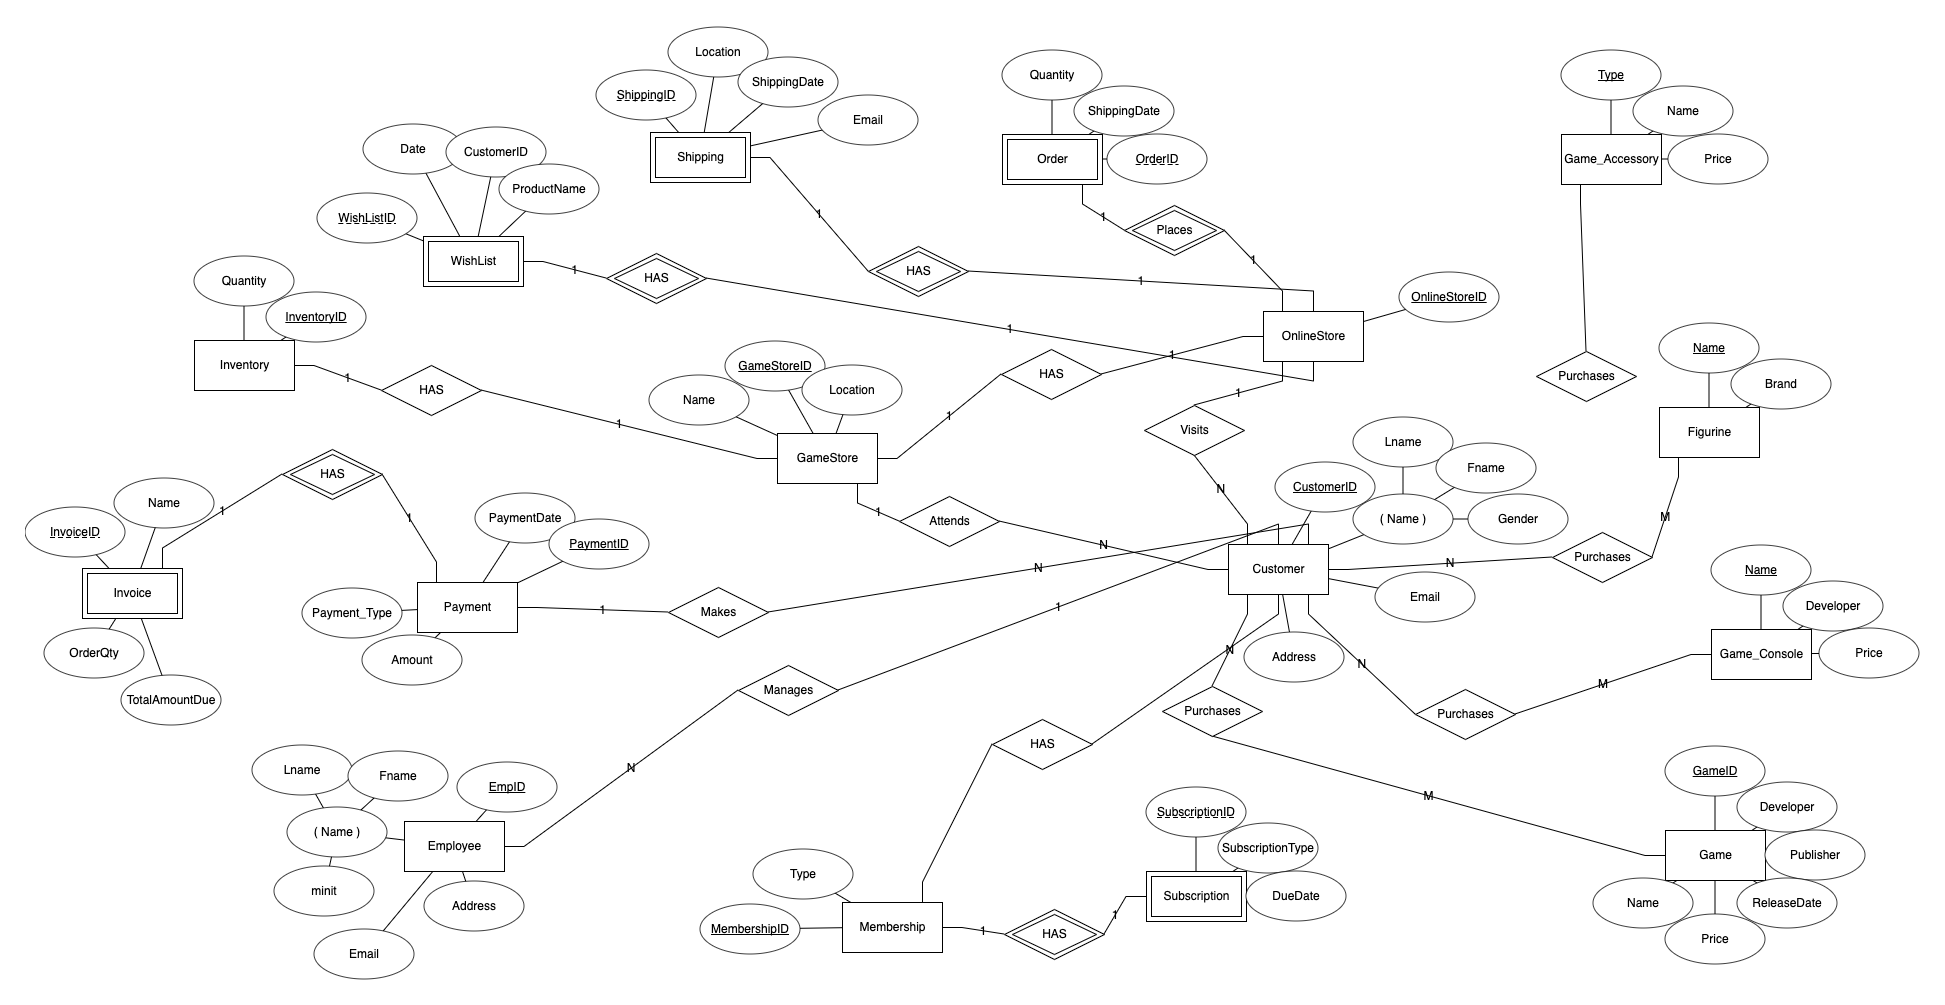 Location
Quantity
Type
ShippingDate
ShippingID
ShippingDate
Name
Email
Date
CustomerID
Shipping
Order
OrderID
Game_Accessory
Price
ProductName
WishListID
1
1
Places
WishList
1
HAS
HAS
1
1
Quantity
OnlineStoreID
InventoryID
1
OnlineStore
Name
1
Inventory
GameStoreID
1
HAS
HAS
Purchases
Brand
Location
Name
1
Visits
1
1
Figurine
Lname
GameStore
Fname
HAS
CustomerID
N
Name
1
1
1
Attends
( Name )
Gender
M
PaymentDate
InvoiceID
PaymentID
N
Purchases
N
Customer
N
Name
Invoice
Payment
1
Makes
1
Email
Developer
Payment_Type
OrderQty
Amount
N
Address
N
Game_Console
Price
TotalAmountDue
Manages
M
Purchases
Purchases
HAS
Lname
Fname
N
EmpID
GameID
M
( Name )
SubscriptionID
Developer
Employee
SubscriptionType
Game
Publisher
Type
minit
Address
Subscription
DueDate
Name
ReleaseDate
MembershipID
Membership
1
HAS
1
Price
Email